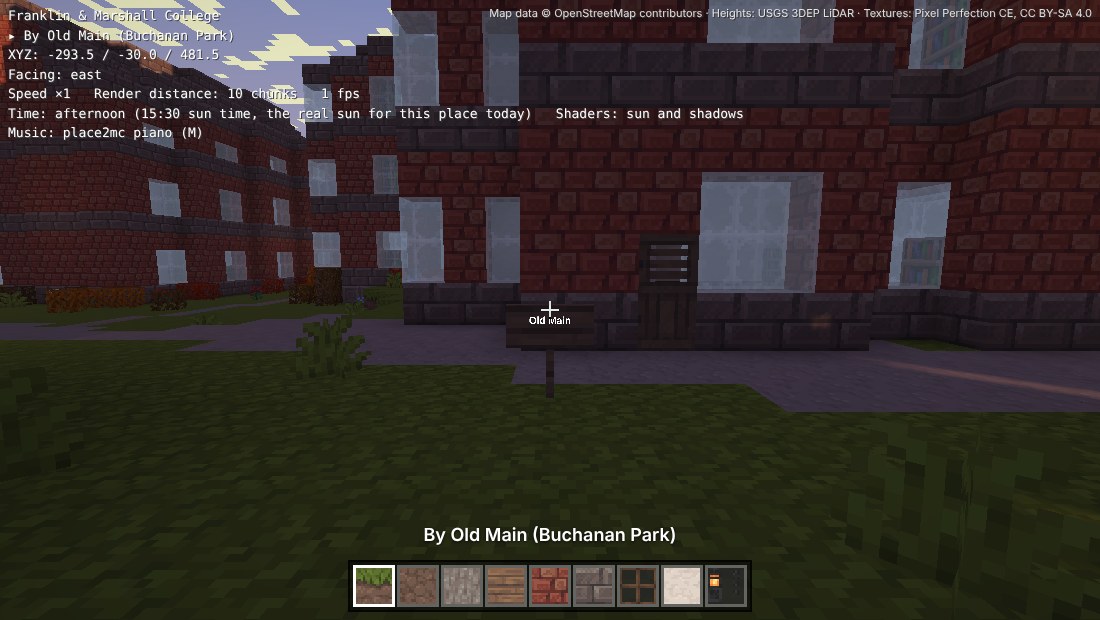 Franklin & Marshall College
▸ By Old Main (Buchanan Park)
XYZ: -293.5 / -30.0 / 481.5
Facing: east
Speed ×1   Render distance: 10 chunks   1 fps
Time: afternoon (15:30 sun time, the real sun for this place today)   Shaders: sun and shadows
Music: place2mc piano (M)
Map data © OpenStreetMap contributors · Heights: USGS 3DEP LiDAR · Textures: Pixel Perfection CE, CC BY-SA 4.0
Old Main
By Old Main (Buchanan Park)